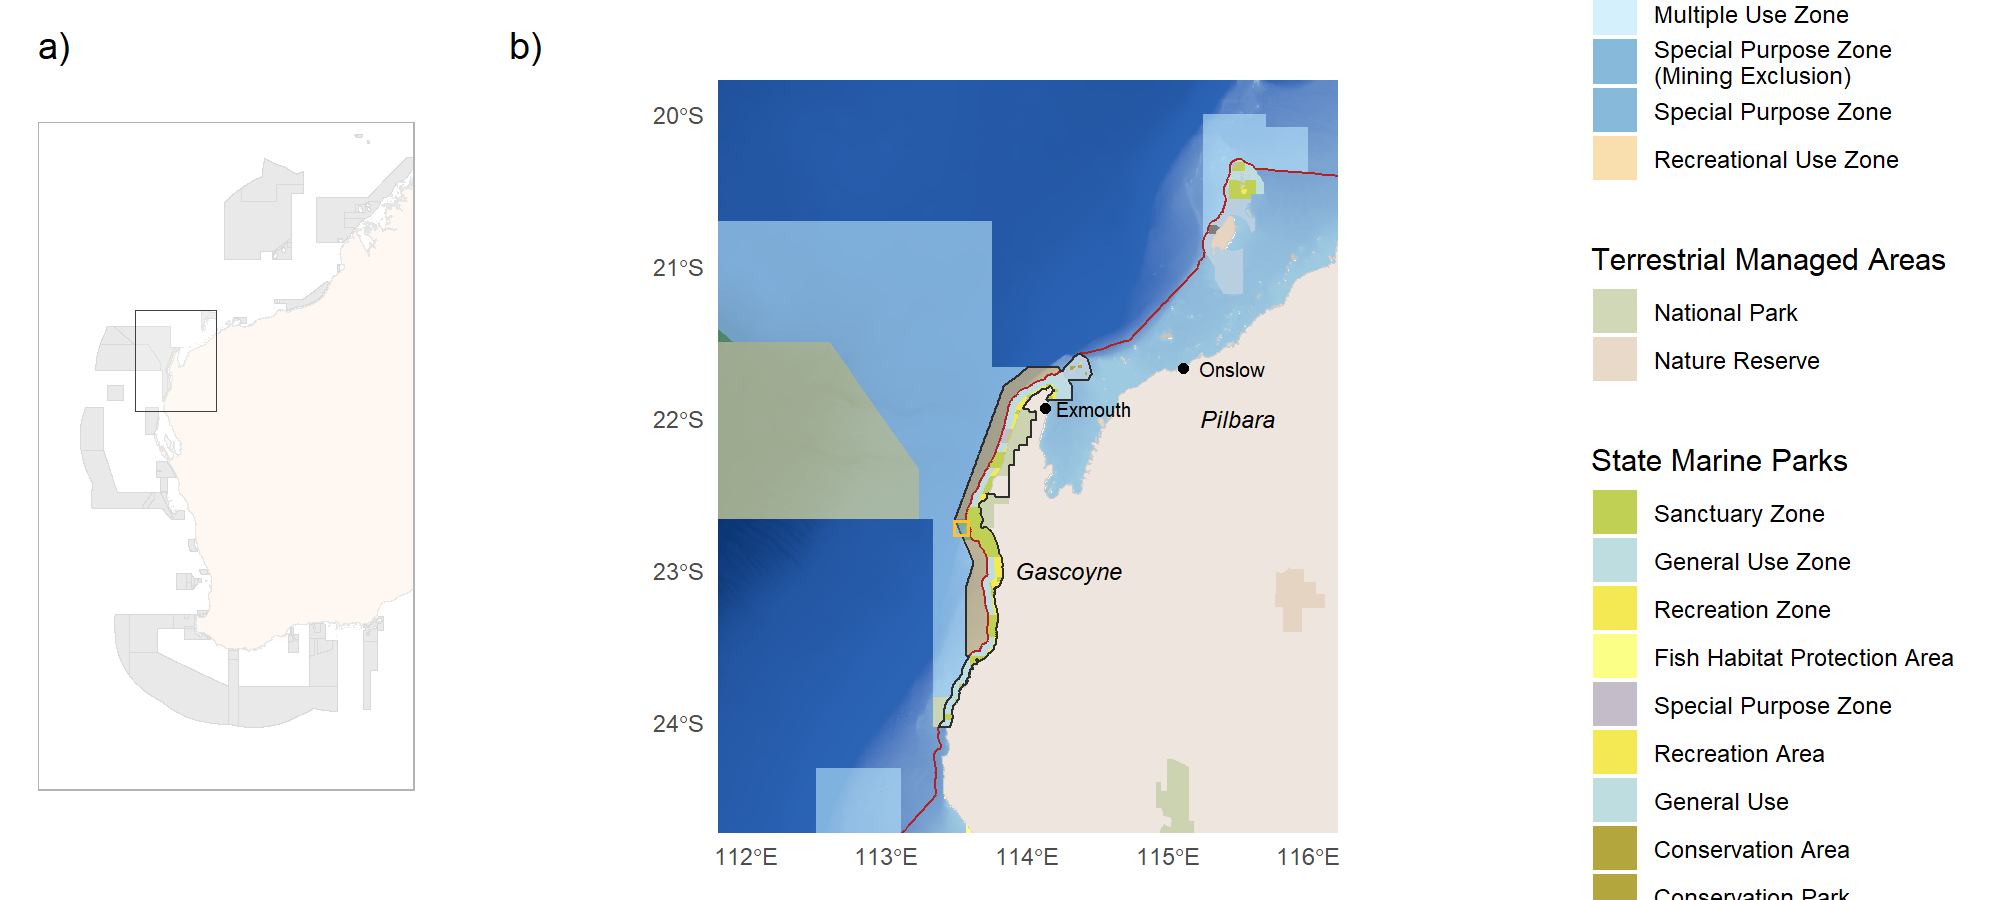 a)
b)
20°S
21°S
22°S
23°S
24°S
112°E
113°E
114°E
115°E
116°E
Onslow
Exmouth
Pilbara
Gascoyne
Multiple Use Zone
Special Purpose Zone
(Mining Exclusion)
Special Purpose Zone
Recreational Use Zone
Terrestrial Managed Areas
National Park
Nature Reserve
State Marine Parks
Sanctuary Zone
General Use Zone
Recreation Zone
Fish Habitat Protection Area
Special Purpose Zone
Recreation Area
General Use
Conservation Area
Conservation Park